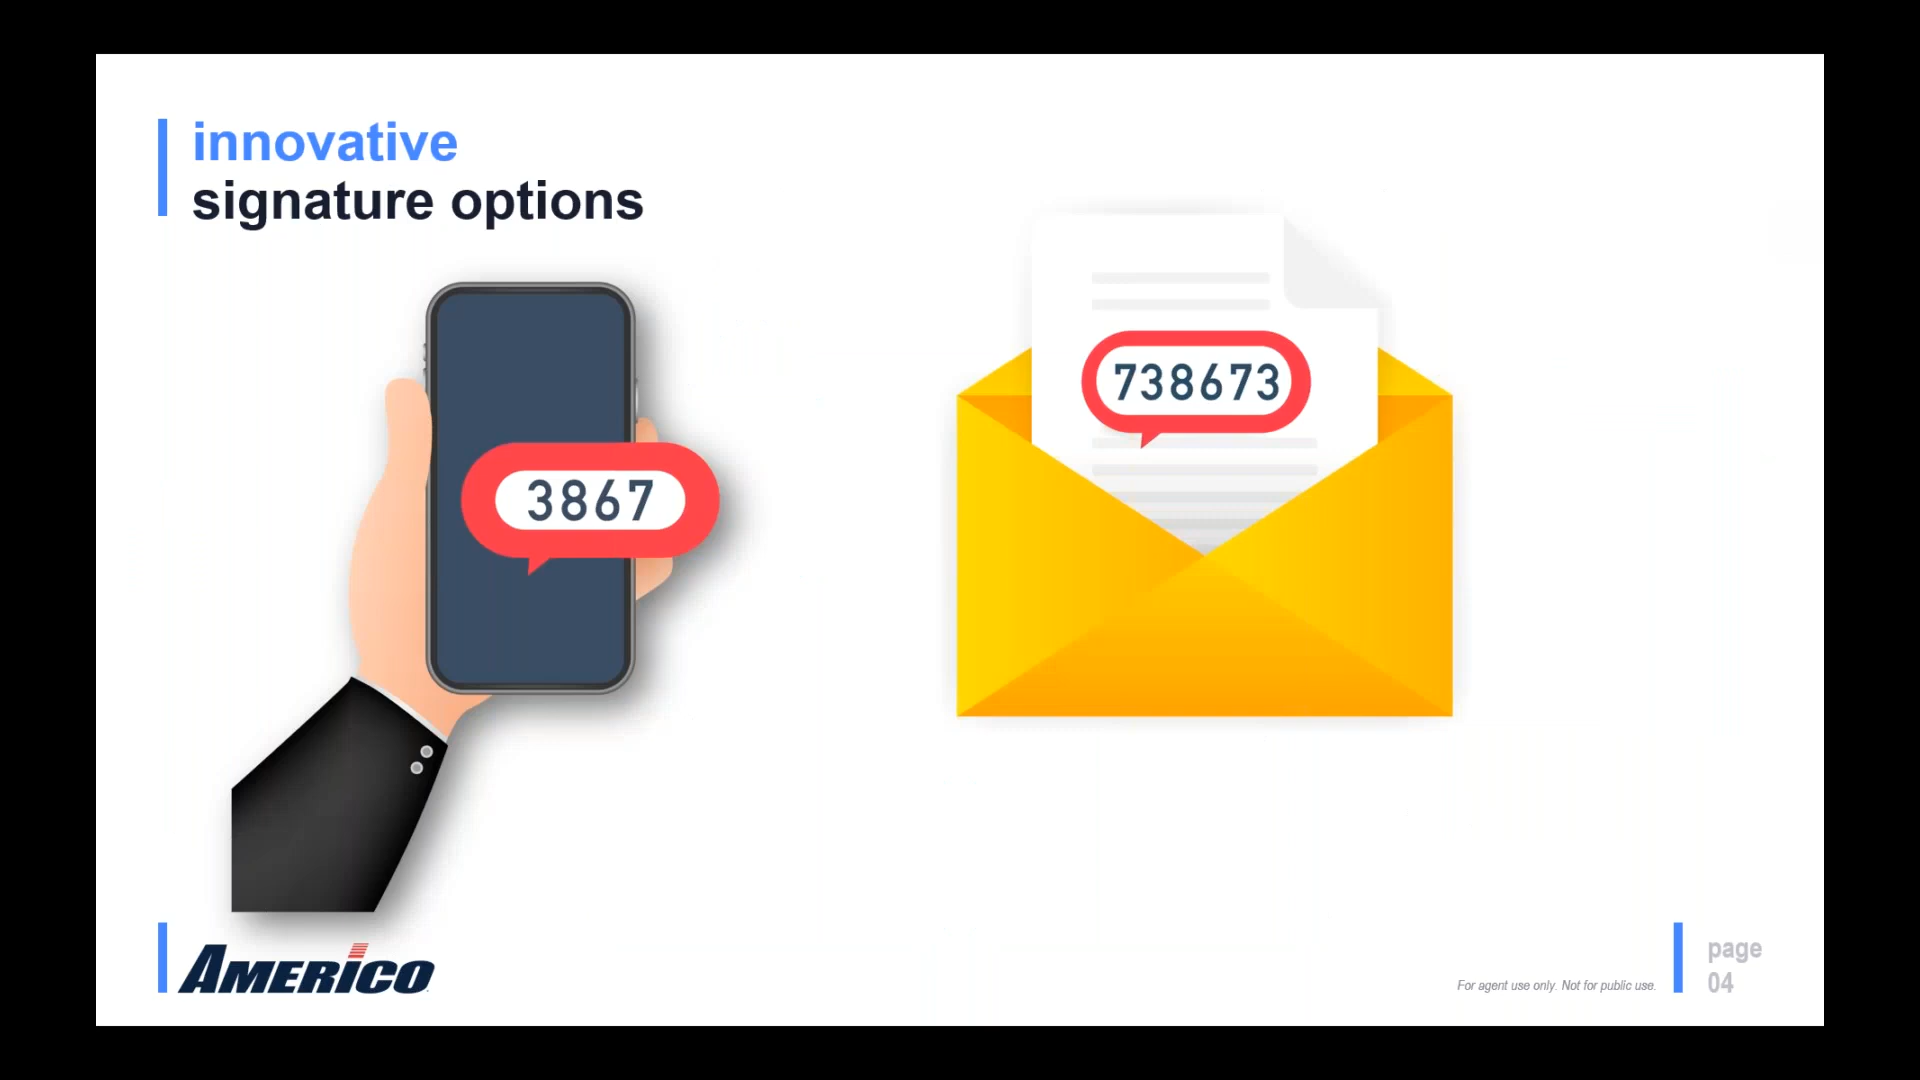 innovative
signature options
738673
3867
AMERICO
For agent use only. Not for public use.
page
04